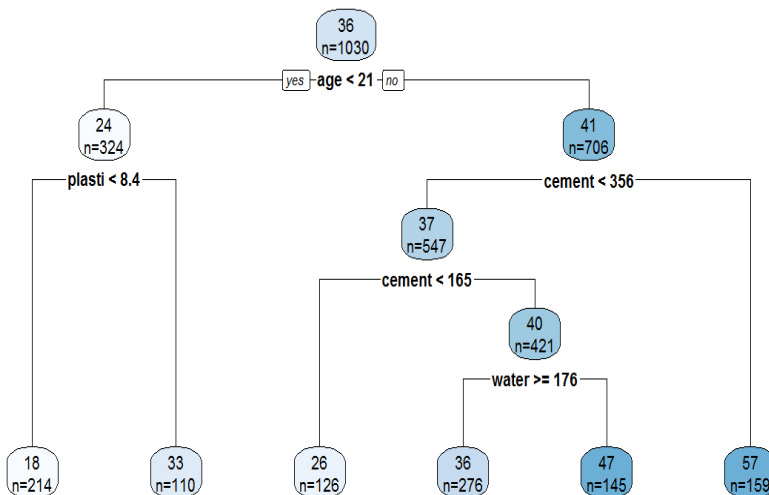 36
n=1030
yes age < 21 no
24
n=324
41
n=706
plasti < 8.4
cement < 356
37
n=547
cement < 165
40
n=421
water >= 176
18
n=214
33
n=110
26
n=126
36
n=276
47
n=145
57
n=159